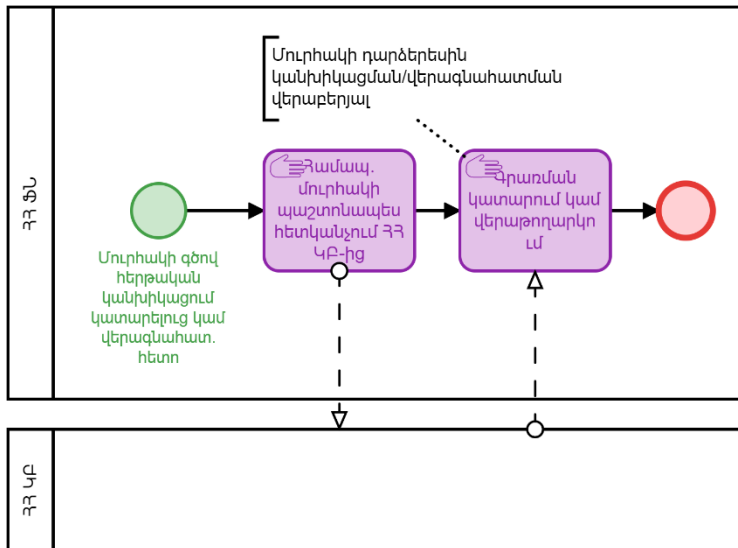 ՀՀ ՖՆ
Մուրհակի դարձերեսին
կանխիկացման/վերագնահատման
վերաբերյալ
Համապ.
մուրհակի
պաշտոնապես
հետկանչում ՀՀ
ԿԲ-ից
Գրառման
կատարում կամ
վերաթողարկո
ւմ
Մուրհակի գծով
հերթական
կանխիկացում
կատարելուց կամ
վերագնահատ.
հետո
ՀՀ ԿԲ